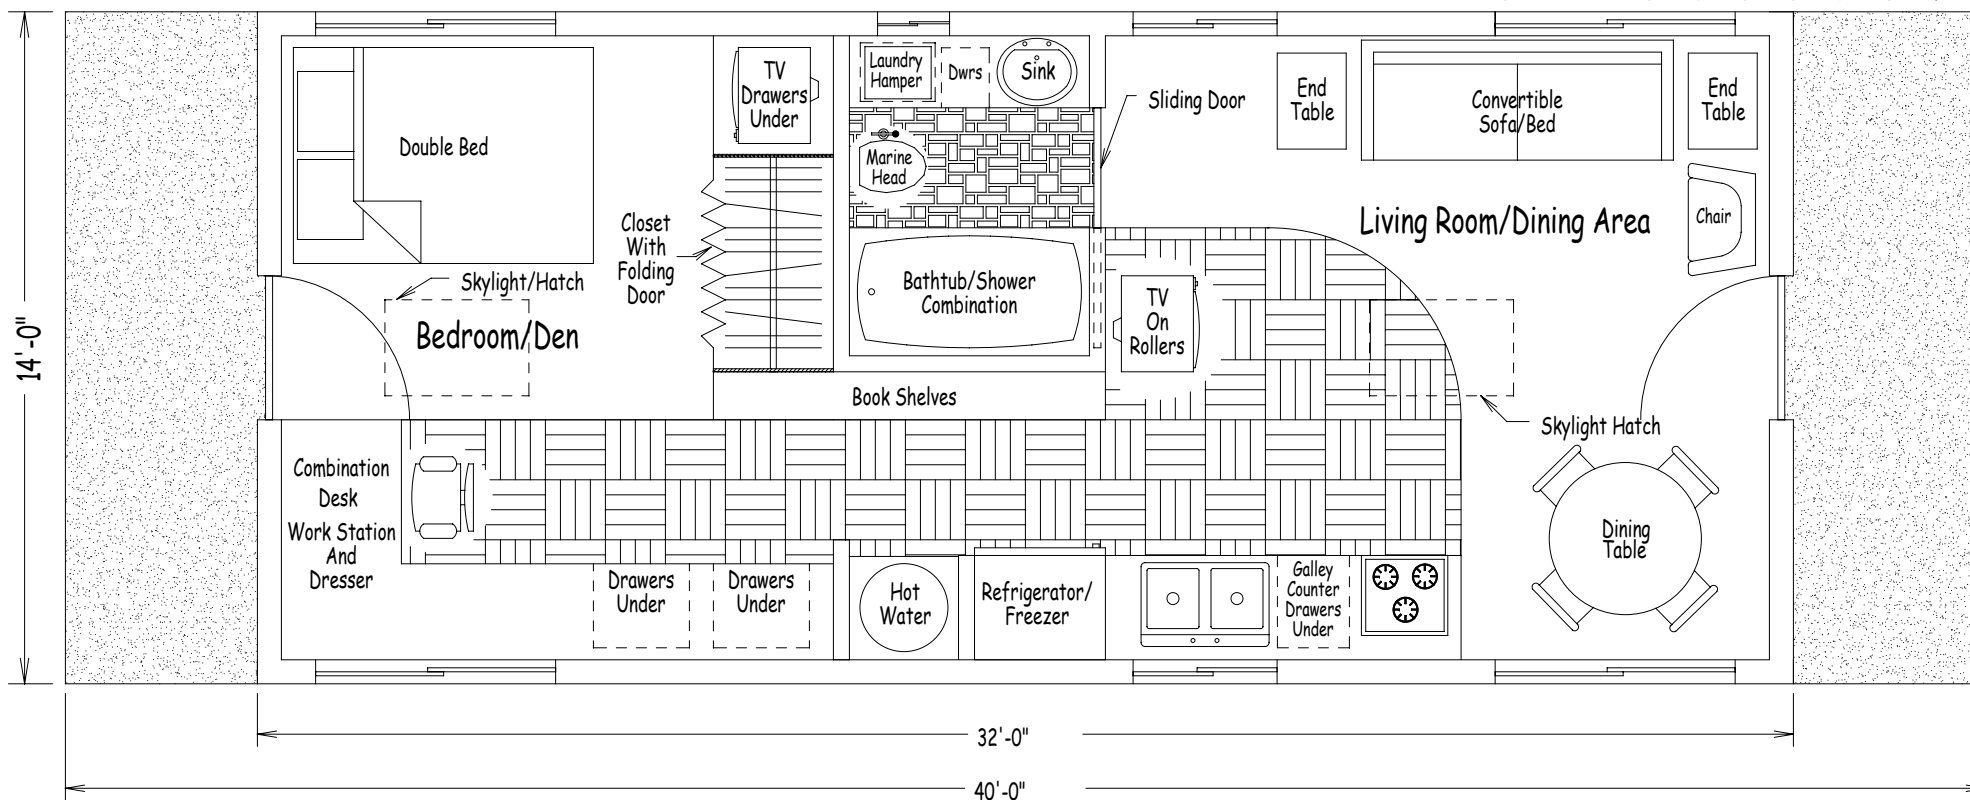 Laundry
Hamper
Dwrs
Sink
TV
Drawers
Under
Sliding Door
End
Table
Convertible
Sofa/Bed
End
Table
Double Bed
Marine
Head
Closet
With
Folding
Door
Living Room/Dining Area
Chair
Skylight/Hatch
Bathtub/Shower
Combination
TV
On
Rollers
Bedroom/Den
14'-0"
Book Shelves
Skylight Hatch
Combination
Desk
Work Station
And
Dresser
Drawers
Under
Drawers
Under
Hot
Water
Refrigerator/
Freezer
Galley
Counter
Drawers
Under
Dining
Table
32'-0"
40'-0"